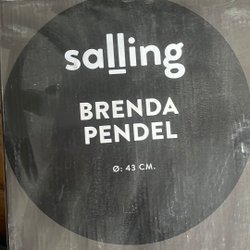 salling
BRENDA
PENDEL
Ø: 43 CM.